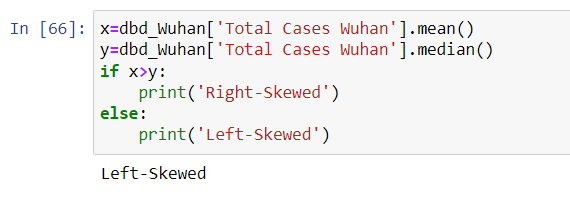 In [66]: x=dbd_Wuhan['Total Cases Wuhan'].mean()
y=dbd_Wuhan['Total Cases Wuhan'].median()
if x>y:
    print('Right-Skewed')
else:
    print('Left-Skewed')
Left-Skewed